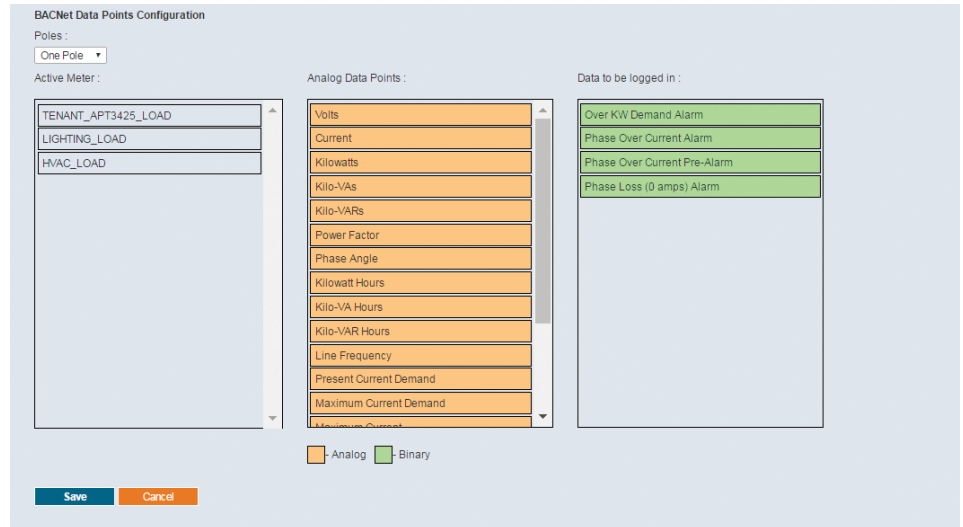 BACNet Data Points Configuration
Poles :
One Pole
Active Meter :
TENANT_APT3425_LOAD
LIGHTING_LOAD
HVAC_LOAD
Analog Data Points :
Volts
Current
Kilowatts
Kilo-VAs
Kilo-VARs
Power Factor
Phase Angle
Kilowatt Hours
Kilo-VA Hours
Kilo-VAR Hours
Line Frequency
Present Current Demand
Maximum Current Demand
Maximum Current
Data to be logged in :
Over KW Demand Alarm
Phase Over Current Alarm
Phase Over Current Pre-Alarm
Phase Loss (0 amps) Alarm
- Analog
- Binary
Save
Cancel